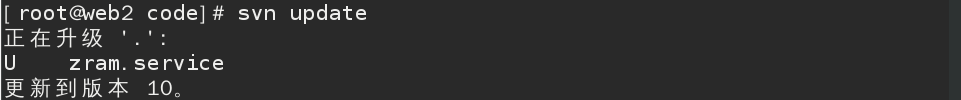 [root@web2 code]# svn update
正在升级 '.':
U    zram.service
更新到版本 10。